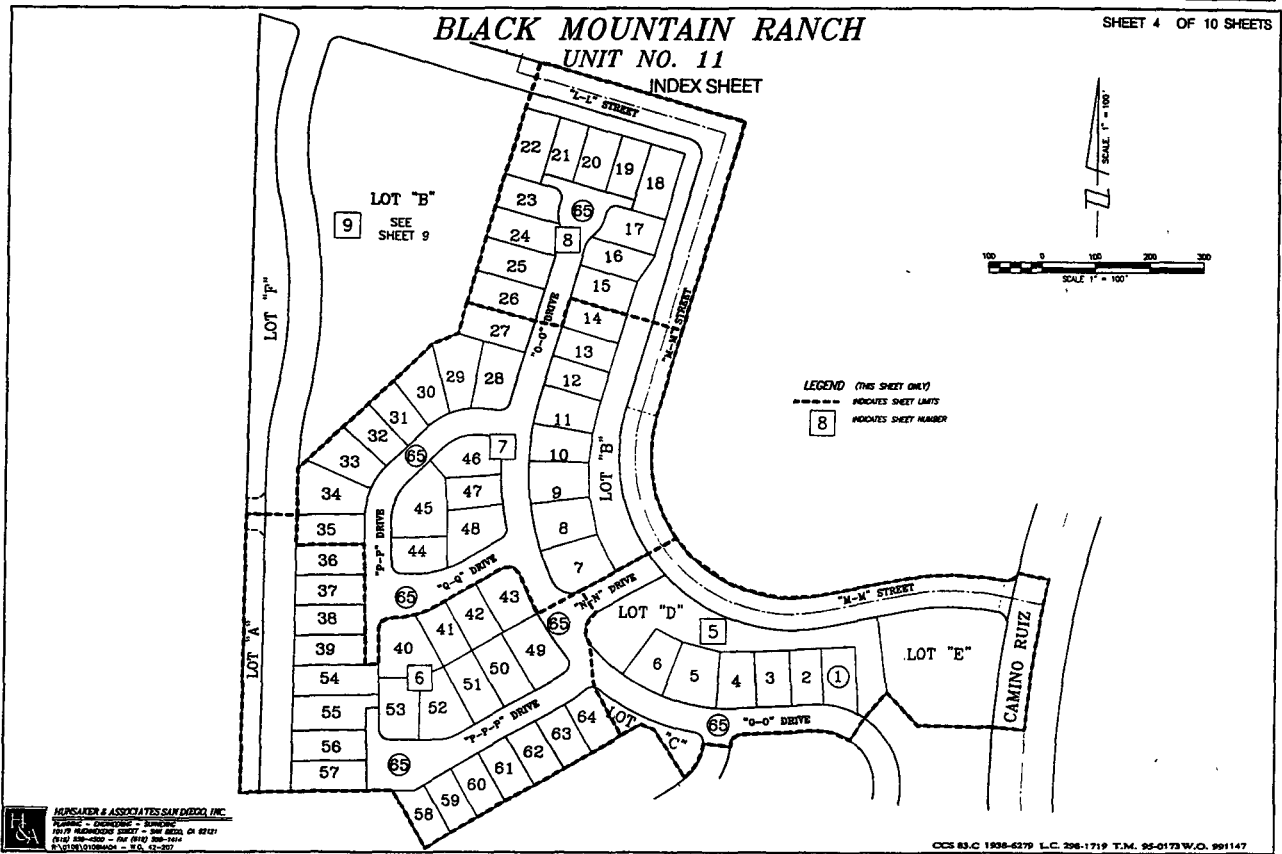 BLACK MOUNTAIN RANCH
UNIT NO. 11
INDEX SHEET
SHEET 4 OF 10 SHEETS
SCALE 1" = 100'
100 0 100 200 300
SCALE 1" = 100'
LEGEND (THIS SHEET ONLY)
INDICATES SHEET LIMITS
8 INDICATES SHEET NUMBER
"L-L" STREET
LOT "B"
9
SEE
SHEET 9
LOT "F"
22
21
20
19
18
23
65
17
24
8
16
25
15
26
"O-O" DRIVE
14
"M-M" STREET
27
13
28
29
30
12
31
11
32
65
46
7
10
33
34
45
47
9
LOT "B"
35
"P-P" DRIVE
48
8
36
44
7
37
65
"Q-Q" DRIVE
43
"N-N" DRIVE
38
42
41
65
LOT "D"
5
"M-M" STREET
39
40
49
6
LOT "E"
CAMINO RUIZ
LOT "A"
54
6
50
5
4
3
2
1
53
52
51
55
"P-P-P" DRIVE
64
LOT "C"
65
"O-O" DRIVE
56
57
65
63
62
61
60
59
58
H&A
HUNSAKER & ASSOCIATES SAN DIEGO, INC.
PLANNING - ENGINEERING - SURVEYING
CCS 83.C 1938-6279 L.C. 298-1719 T.M. 95-0173 W.O. 991147